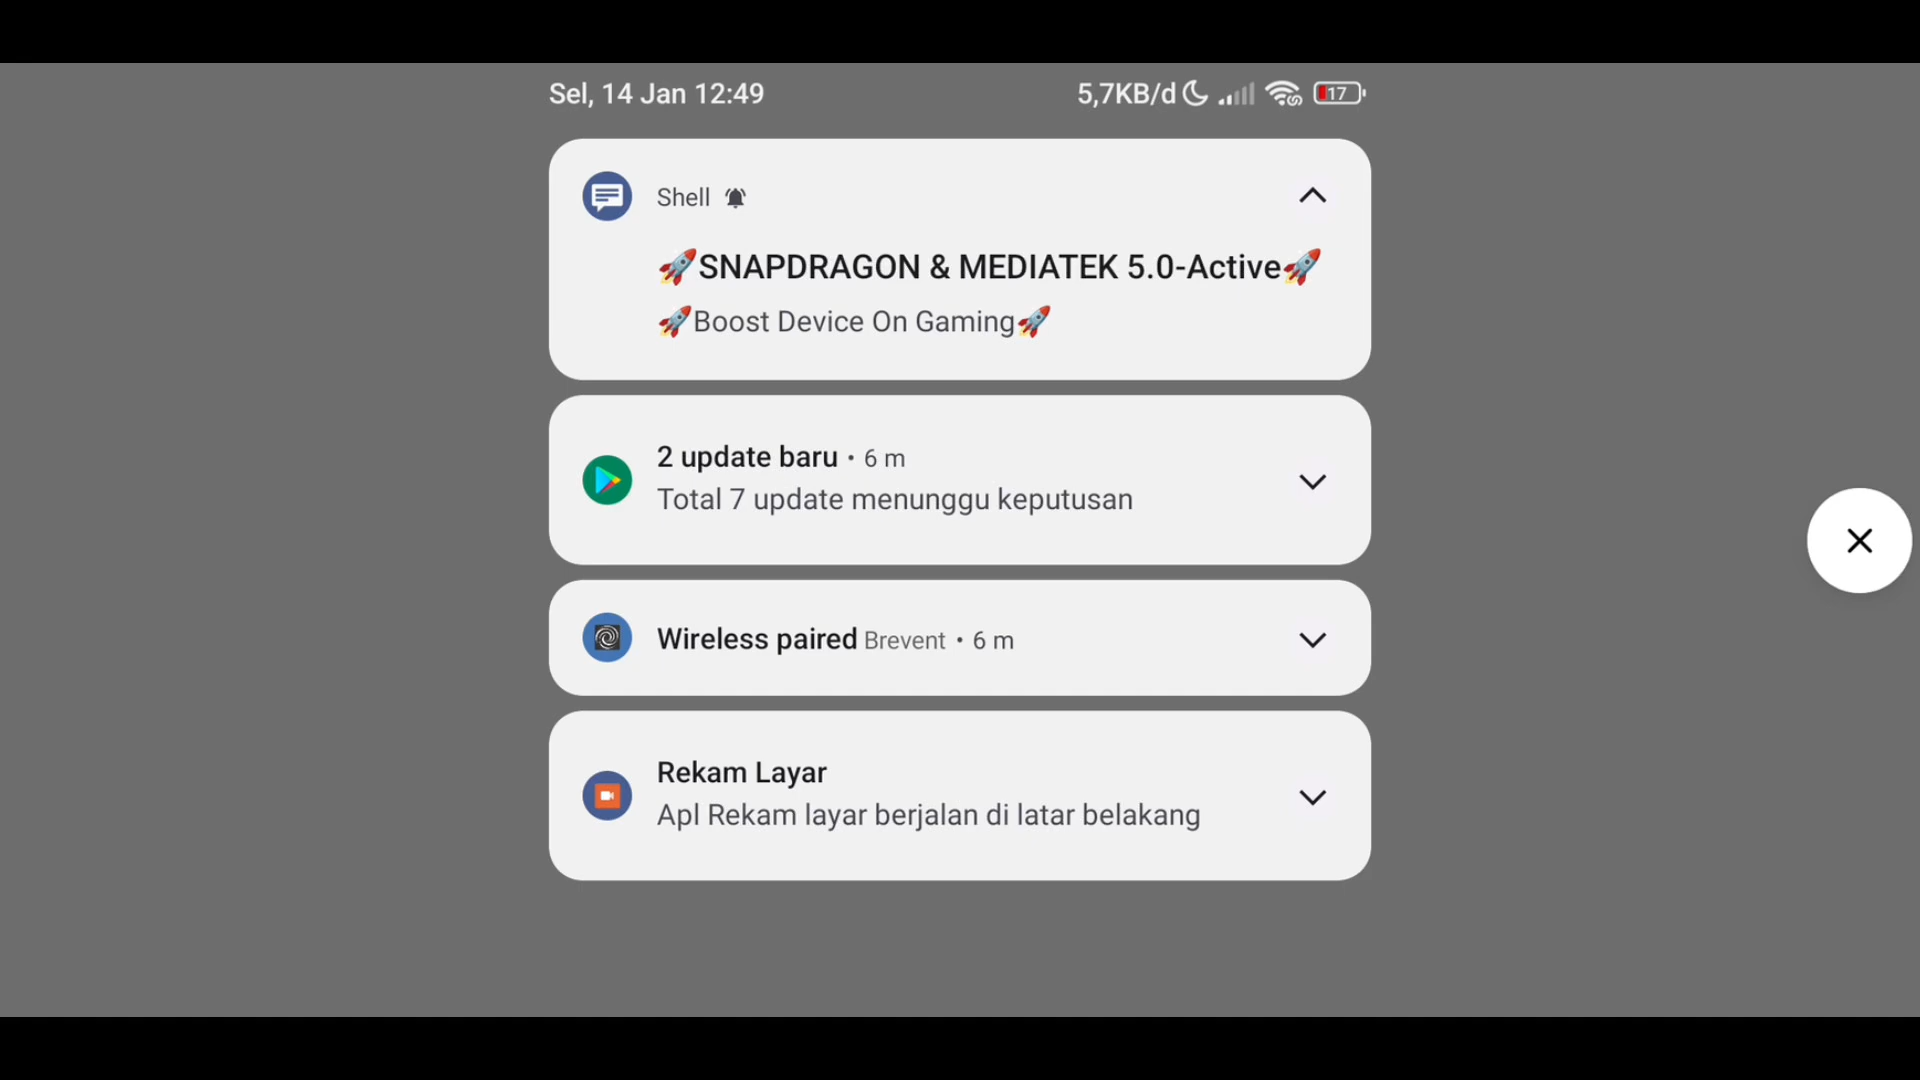 Sel, 14 Jan 12:49
5,7KB/d 17
Shell
🚀SNAPDRAGON & MEDIATEK 5.0-Active🚀
🚀Boost Device On Gaming🚀
2 update baru • 6 m
Total 7 update menunggu keputusan
Wireless paired Brevent • 6 m
Rekam Layar
Apl Rekam layar berjalan di latar belakang